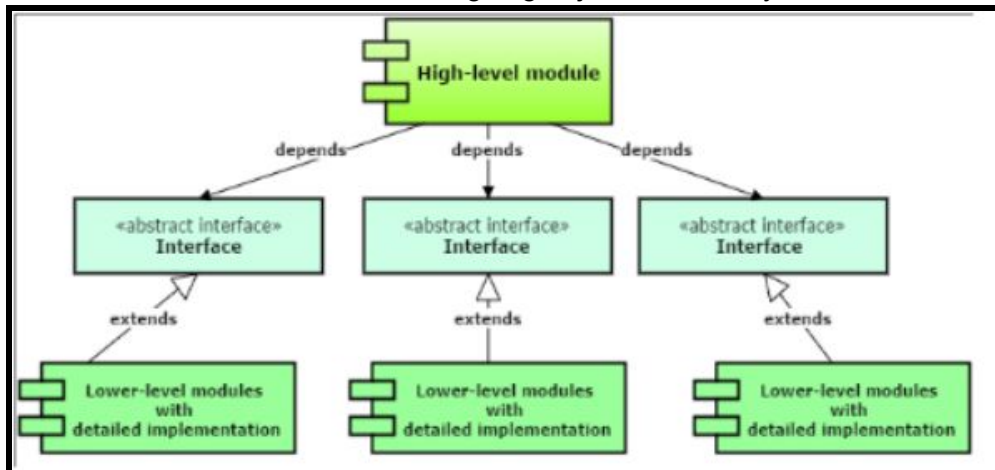 High-level module
depends depends depends
«abstract interface» «abstract interface» «abstract interface»
Interface Interface Interface
extends extends extends
Lower-level modules Lower-level modules Lower-level modules
with with with
detailed implementation detailed implementation detailed implementation